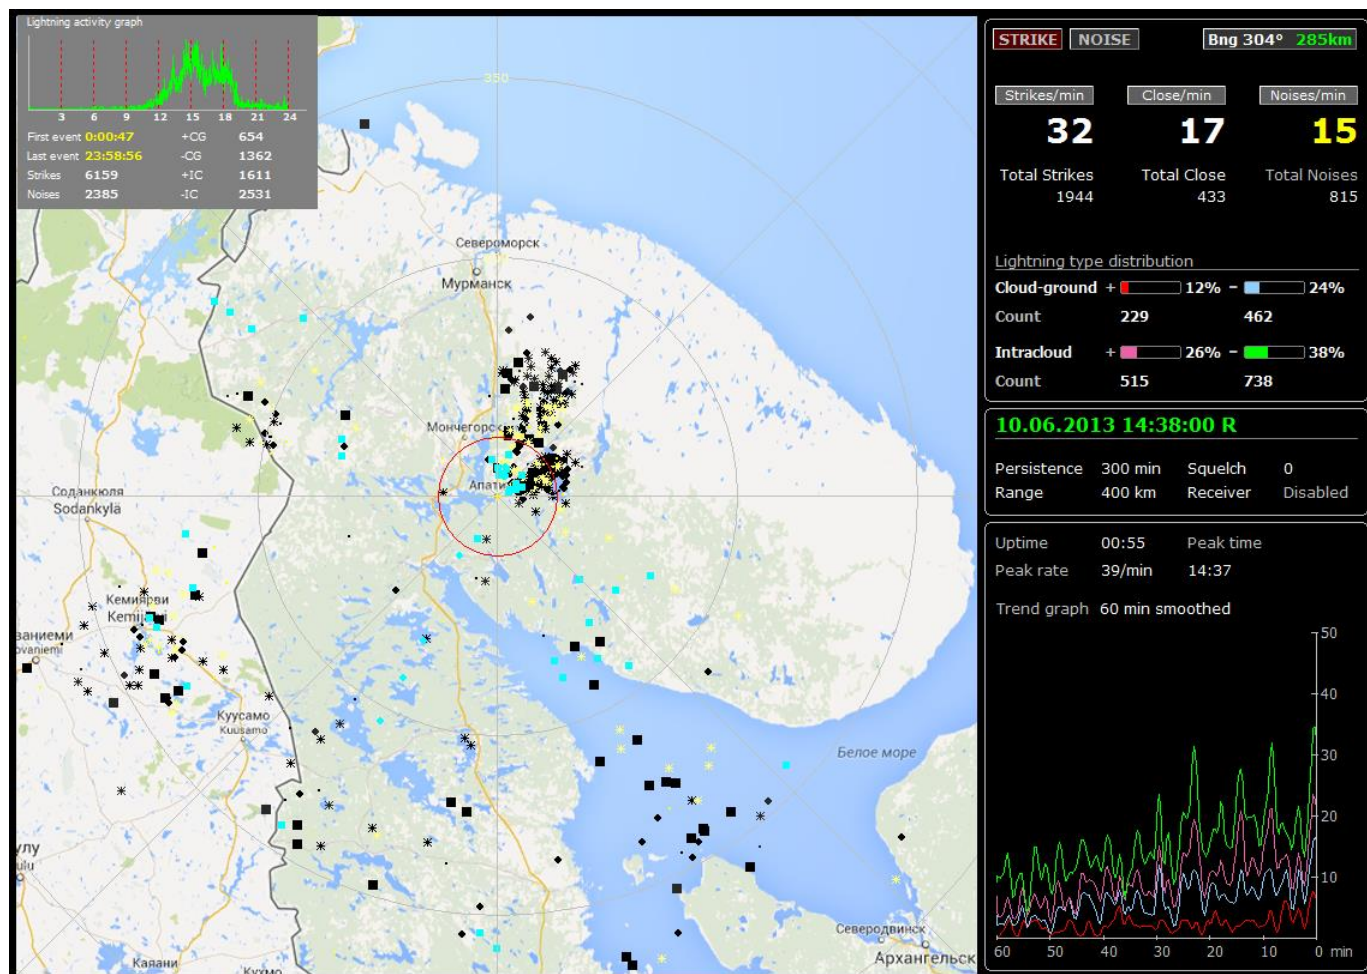 Lightning activity graph
3 6 9 12 15 18 21 24
First event 0:00:47 +CG 654
Last event 23:58:56 -CG 1362
Strikes 6159 +IC 1611
Noises 2385 -IC 2531
350
Североморск
Мурманск
Мончегорск
Соданкюля
Sodankyla
Кемиярви
Куусамо
Kuusamo
Белое море
Северодвинск
Архангельск
Каяани
STRIKE NOISE Bng 304° 285km
Strikes/min Close/min Noises/min
32 17 15
Total Strikes Total Close Total Noises
1944 433 815
Lightning type distribution
Cloud-ground + 12% - 24%
Count 229 462
Intracloud + 26% - 38%
Count 515 738
10.06.2013 14:38:00 R
Persistence 300 min Squelch 0
Range 400 km Receiver Disabled
Uptime 00:55 Peak time
Peak rate 39/min 14:37
Trend graph 60 min smoothed
50
40
30
20
10
60 50 40 30 20 10 0 min